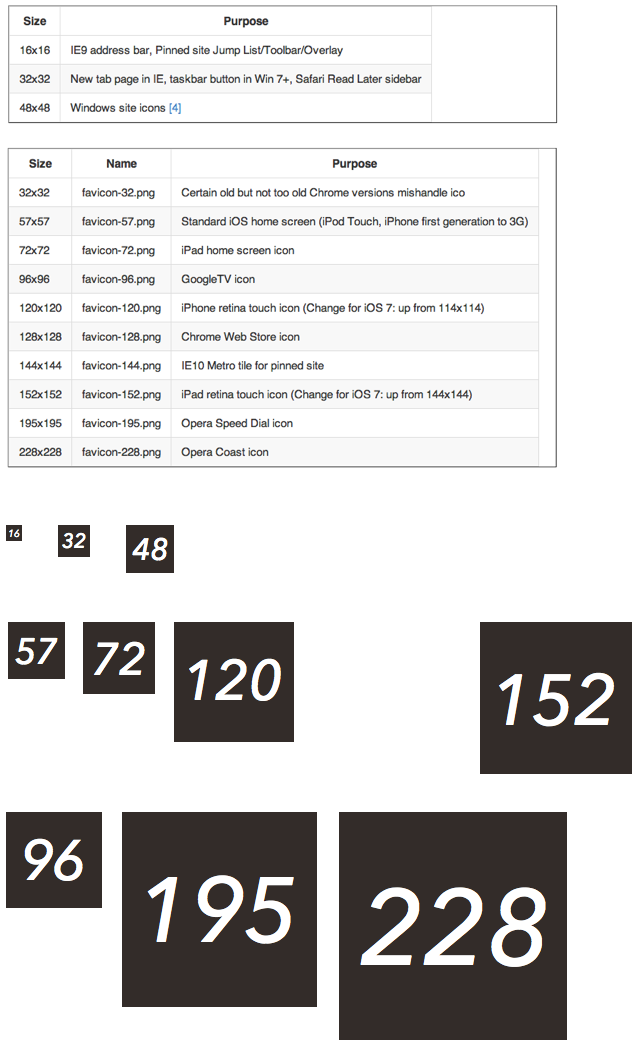 Size Purpose
16x16 IE9 address bar, Pinned site Jump List/Toolbar/Overlay
32x32 New tab page in IE, taskbar button in Win 7+, Safari Read Later sidebar
48x48 Windows site icons [4]
Size Name Purpose
32x32 favicon-32.png Certain old but not too old Chrome versions mishandle ico
57x57 favicon-57.png Standard iOS home screen (iPod Touch, iPhone first generation to 3G)
72x72 favicon-72.png iPad home screen icon
96x96 favicon-96.png GoogleTV icon
120x120 favicon-120.png iPhone retina touch icon (Change for iOS 7: up from 114x114)
128x128 favicon-128.png Chrome Web Store icon
144x144 favicon-144.png IE10 Metro tile for pinned site
152x152 favicon-152.png iPad retina touch icon (Change for iOS 7: up from 144x144)
195x195 favicon-195.png Opera Speed Dial icon
228x228 favicon-228.png Opera Coast icon
16 32 48
57 72 120 152
96 195 228